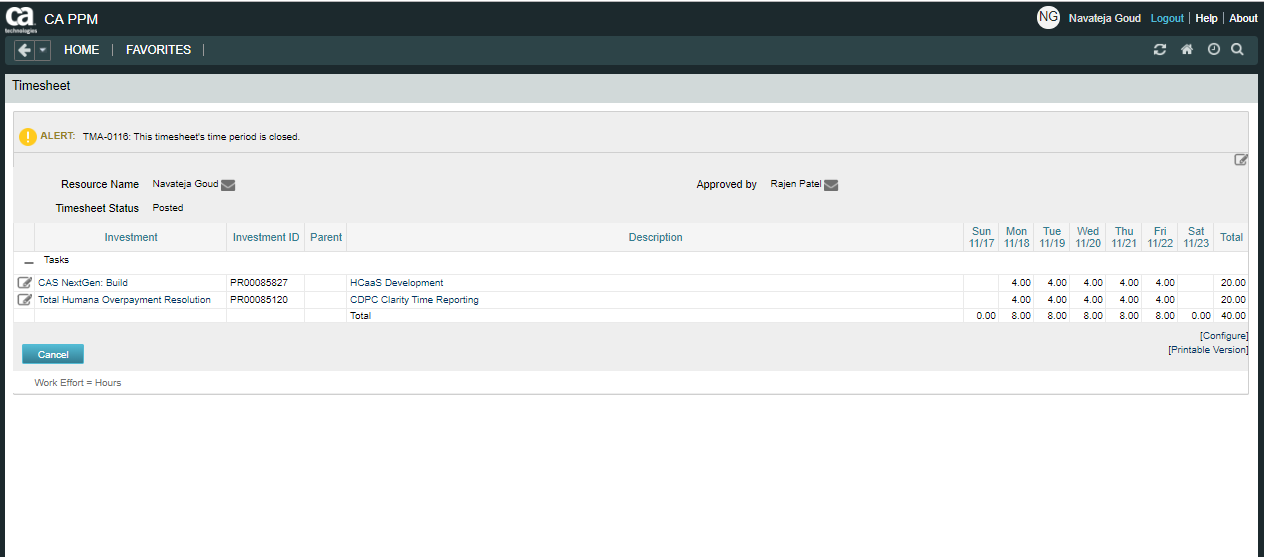 ca technologies CA PPM NG Navateja Goud Logout | Help | About
HOME | FAVORITES |
Timesheet
ALERT: TMA-0116: This timesheet's time period is closed.
Resource Name Navateja Goud Approved by Rajen Patel
Timesheet Status Posted
Investment Investment ID Parent Description Sun 11/17 Mon 11/18 Tue 11/19 Wed 11/20 Thu 11/21 Fri 11/22 Sat 11/23 Total
Tasks
CAS NextGen: Build PR00085827 HCaaS Development 4.00 4.00 4.00 4.00 4.00 20.00
Total Humana Overpayment Resolution PR00085120 CDPC Clarity Time Reporting 4.00 4.00 4.00 4.00 4.00 20.00
Total 0.00 8.00 8.00 8.00 8.00 8.00 0.00 40.00
[Configure]
Cancel
[Printable Version]
Work Effort = Hours